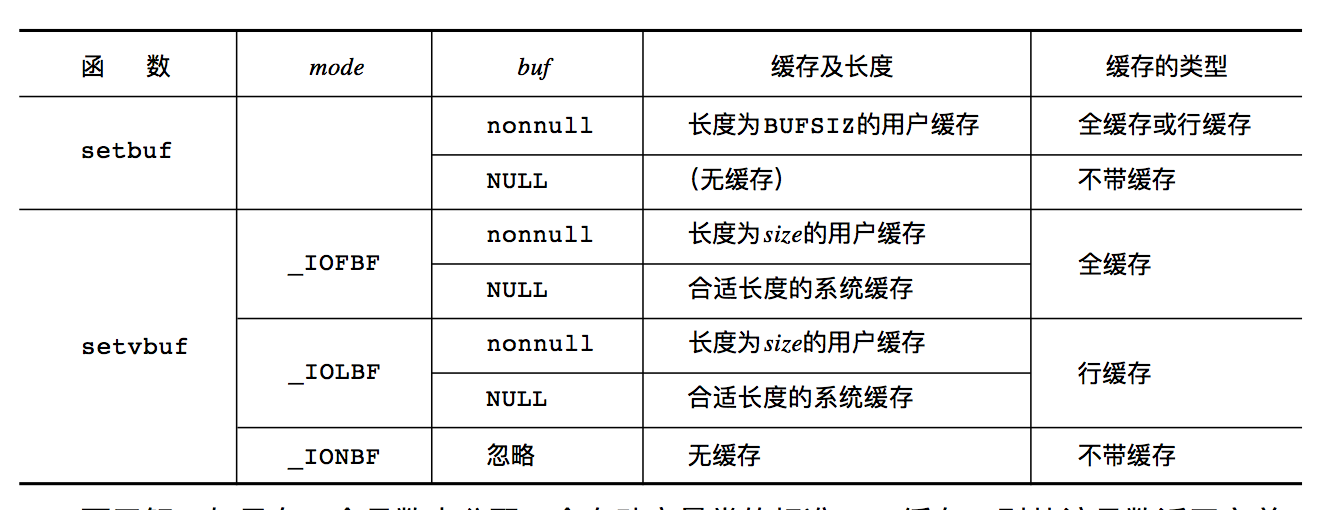 函 数 mode buf 缓存及长度 缓存的类型
setbuf nonnull 长度为BUFSIZ的用户缓存 全缓存或行缓存
NULL (无缓存) 不带缓存
setvbuf _IOFBF nonnull 长度为size的用户缓存 全缓存
NULL 合适长度的系统缓存
_IOLBF nonnull 长度为size的用户缓存 行缓存
NULL 合适长度的系统缓存
_IONBF 忽略 无缓存 不带缓存